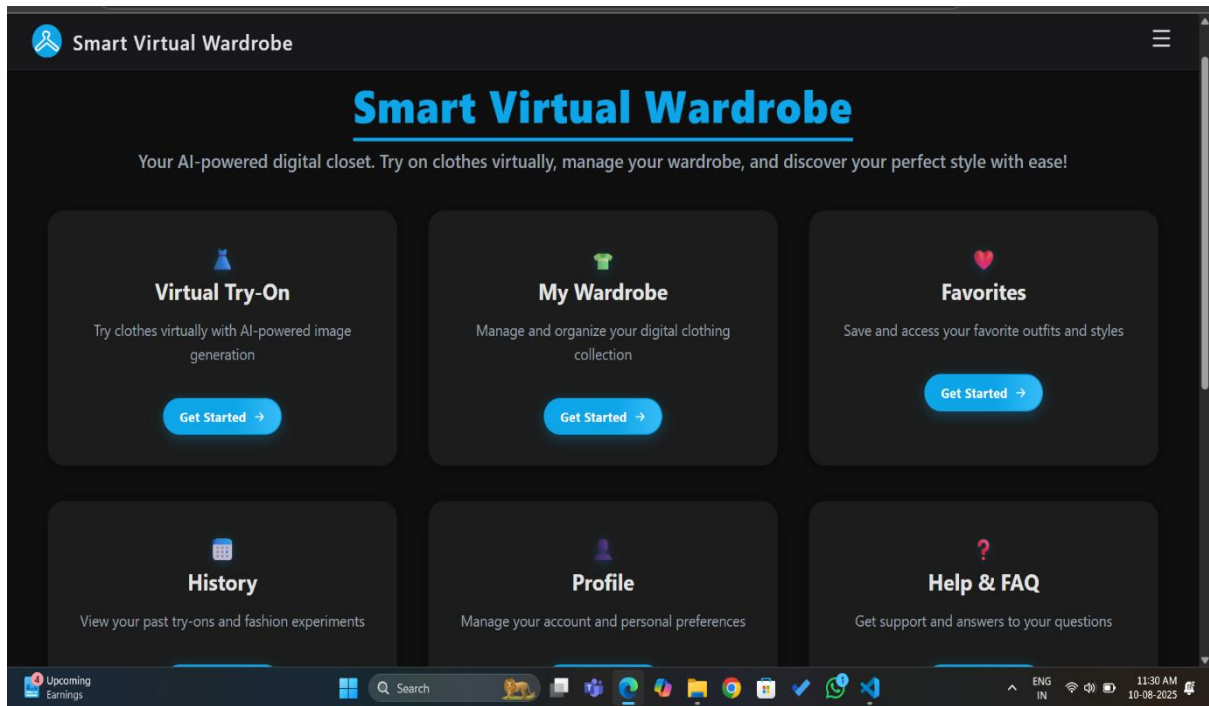 Smart Virtual Wardrobe
Smart Virtual Wardrobe
Your AI-powered digital closet. Try on clothes virtually, manage your wardrobe, and discover your perfect style with ease!
Virtual Try-On
Try clothes virtually with AI-powered image
generation
Get Started →
My Wardrobe
Manage and organize your digital clothing
collection
Get Started →
Favorites
Save and access your favorite outfits and styles
Get Started →
History
View your past try-ons and fashion experiments
Profile
Manage your account and personal preferences
?
Help & FAQ
Get support and answers to your questions
4
Upcoming
Earnings
Search
1
ENG
IN
11:30 AM
10-08-2025